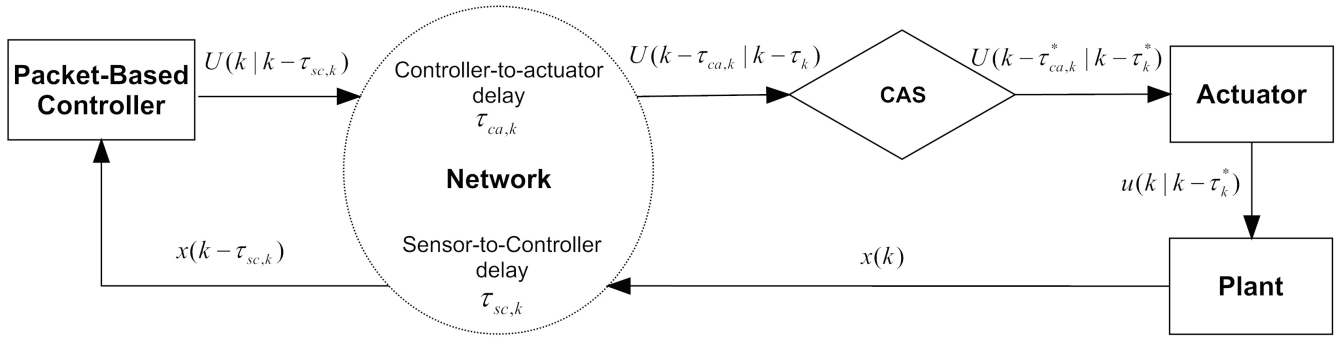 Packet-Based
Controller
U(k | k − τ_{sc,k})
Controller-to-actuator
delay
τ_{ca,k}
Network
Sensor-to-Controller
delay
τ_{sc,k}
U(k − τ_{ca,k} | k − τ_k)
CAS
U(k − τ*_{ca,k} | k − τ*_k)
Actuator
u(k | k − τ*_k)
Plant
x(k)
x(k − τ_{sc,k})